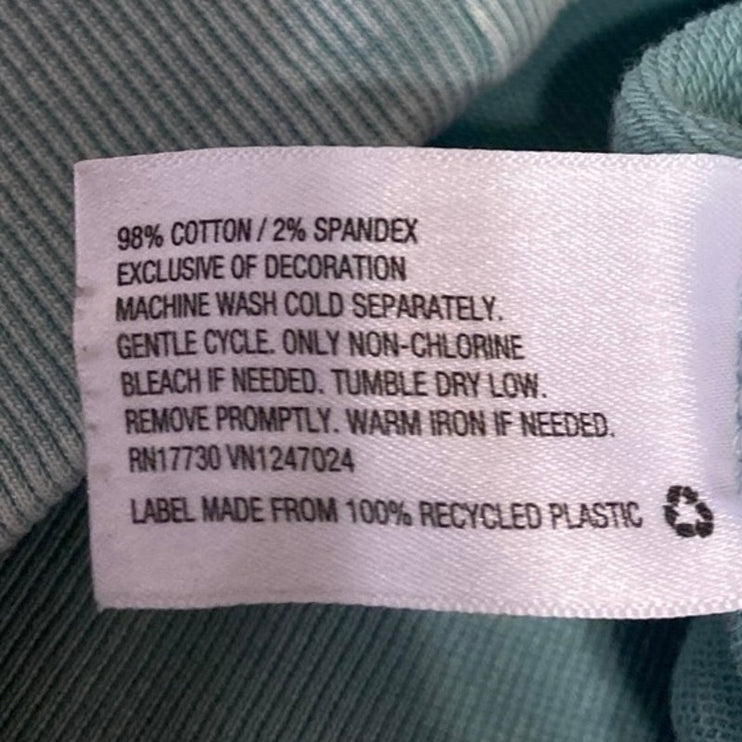 98% COTTON / 2% SPANDEX
EXCLUSIVE OF DECORATION
MACHINE WASH COLD SEPARATELY.
GENTLE CYCLE. ONLY NON-CHLORINE
BLEACH IF NEEDED. TUMBLE DRY LOW.
REMOVE PROMPTLY. WARM IRON IF NEEDED.
RN17730 VN1247024
LABEL MADE FROM 100% RECYCLED PLASTIC